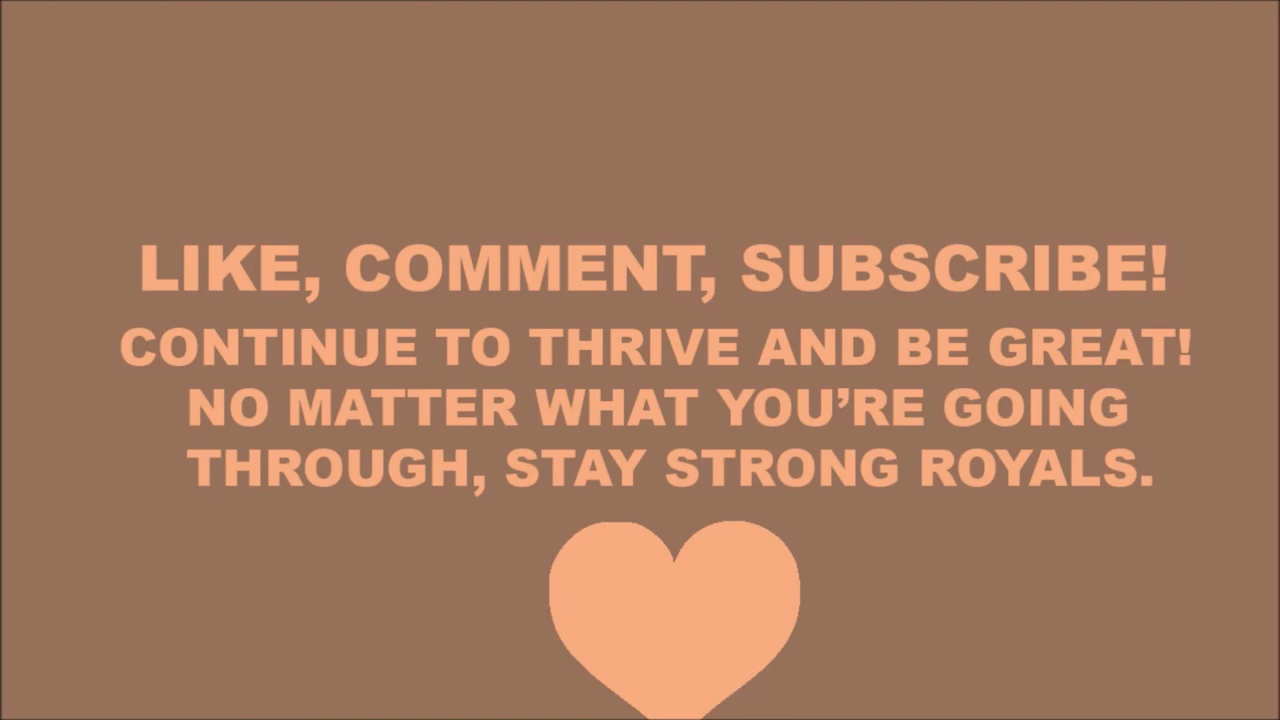 LIKE, COMMENT, SUBSCRIBE!
CONTINUE TO THRIVE AND BE GREAT!
NO MATTER WHAT YOU’RE GOING
THROUGH, STAY STRONG ROYALS.